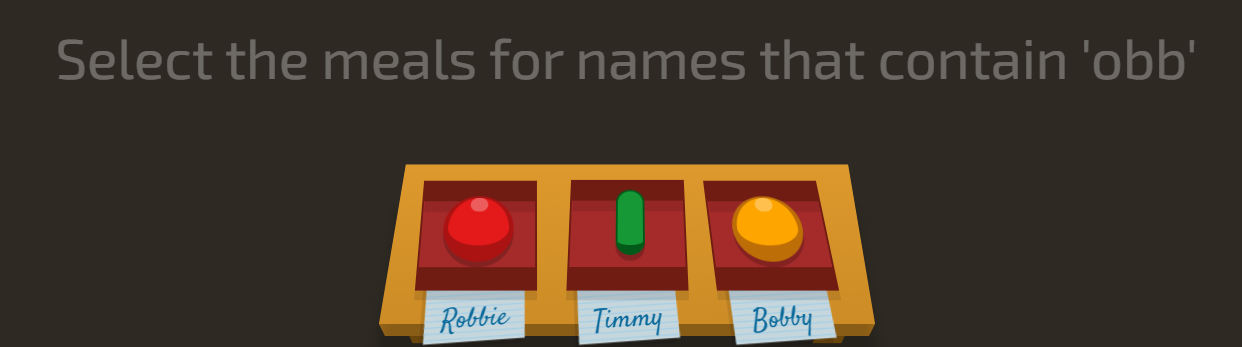 Select the meals for names that contain 'obb'
Robbie Timmy Bobby